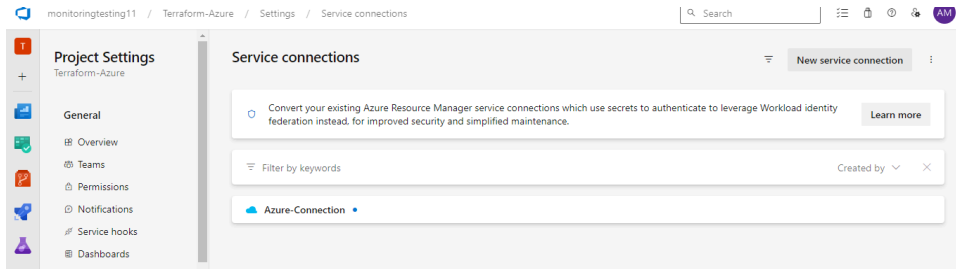 monitoringtesting11 / Terraform-Azure / Settings / Service connections
Search
AM
T
Project Settings
Terraform-Azure
General
Overview
Teams
Permissions
Notifications
Service hooks
Dashboards
Service connections
New service connection
Convert your existing Azure Resource Manager service connections which use secrets to authenticate to leverage Workload identity
federation instead, for improved security and simplified maintenance.
Learn more
Filter by keywords
Created by
Azure-Connection